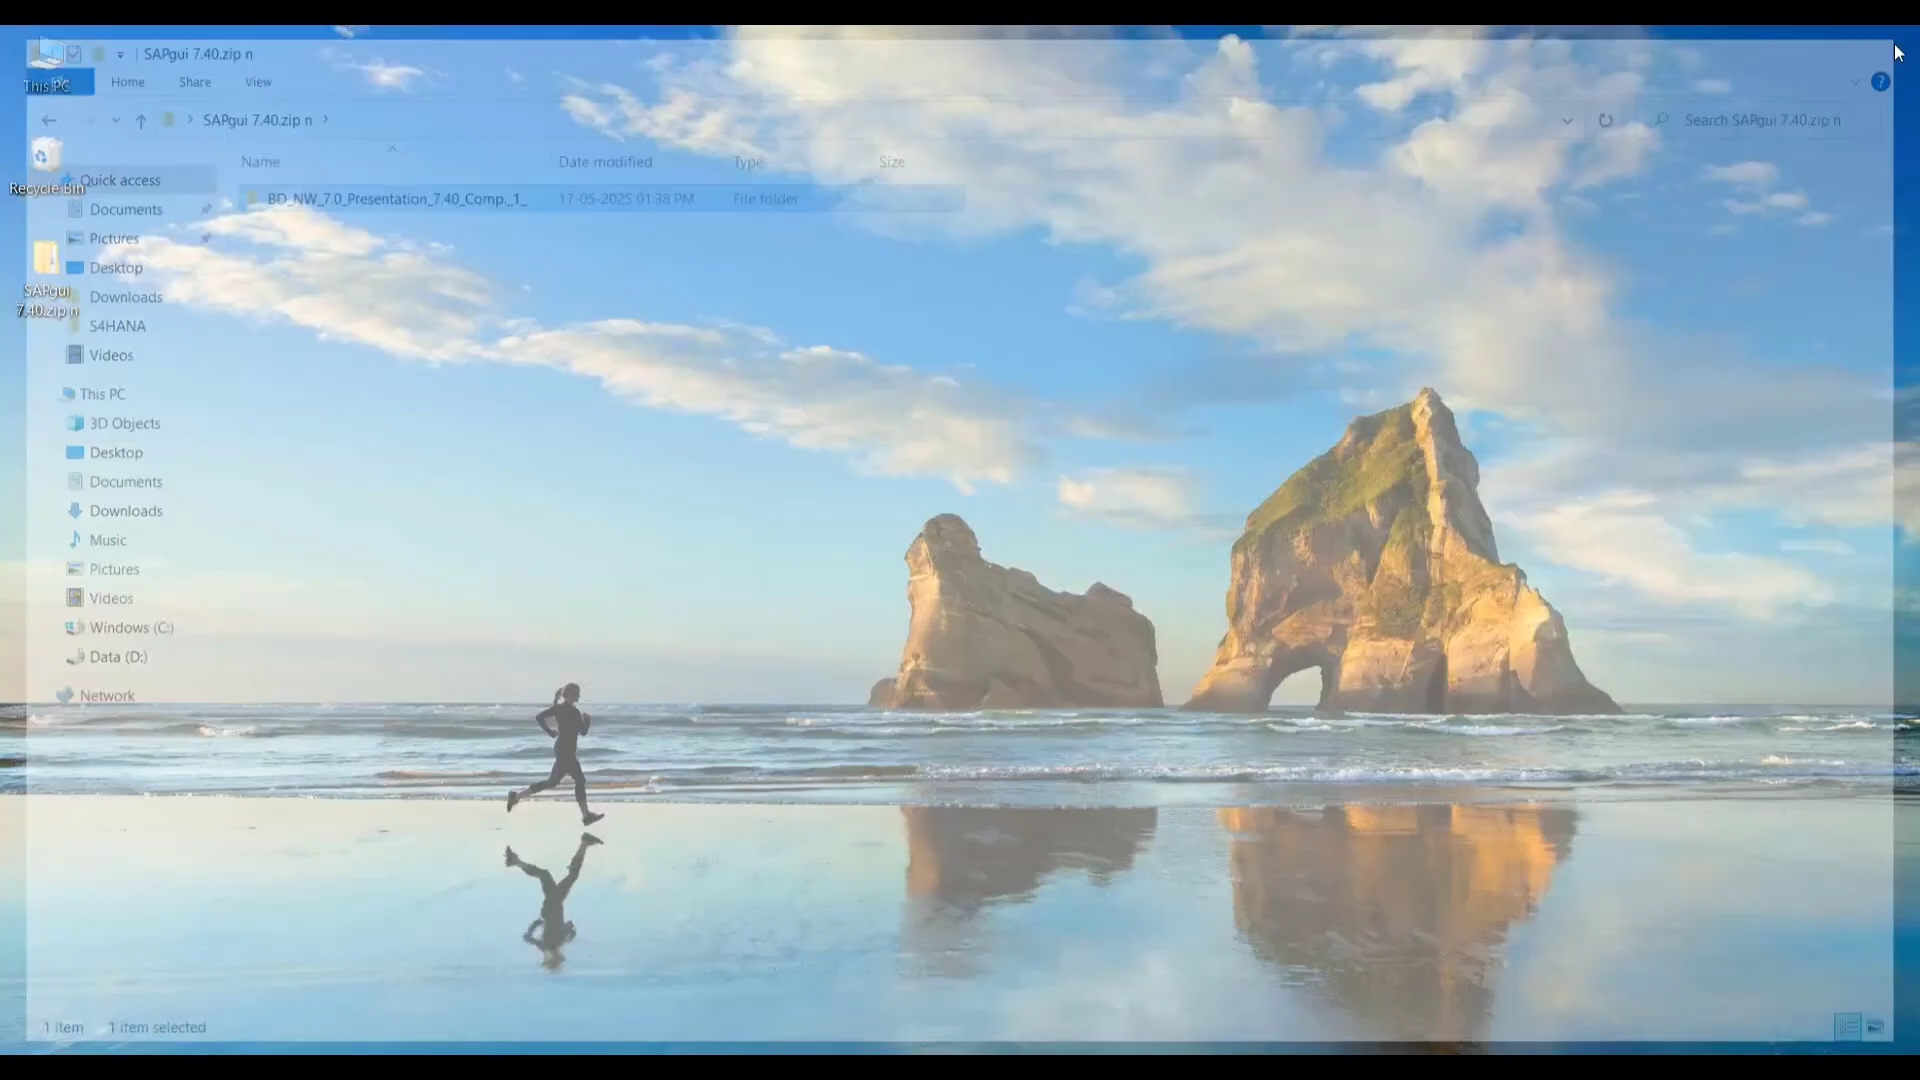 SAPgui 7.40.zip n
This PC
Home
Share
View
SAPgui 7.40.zip n
Search SAPgui 7.40.zip n
Name
Date modified
Type
Size
Recycle Bin
Quick access
BD_NW_7.0_Presentation_7.40_Comp._1_
17-05-2025 01:38 PM
File folder
Documents
Pictures
Desktop
SAPgui
7.40.zip n
Downloads
S4HANA
Videos
This PC
3D Objects
Desktop
Documents
Downloads
Music
Pictures
Videos
Windows (C:)
Data (D:)
Network
1 item
1 item selected